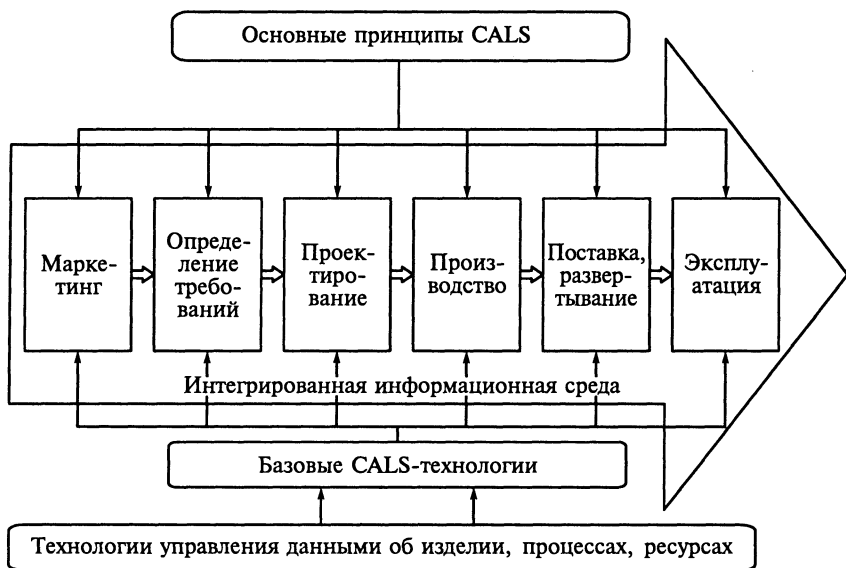 Основные принципы CALS
Марке-
тинг
Опреде-
ление
требо-
ваний
Проек-
тиро-
вание
Произ-
водство
Поставка,
развер-
тывание
Эксплу-
атация
Интегрированная информационная среда
Базовые CALS-технологии
Технологии управления данными об изделии, процессах, ресурсах